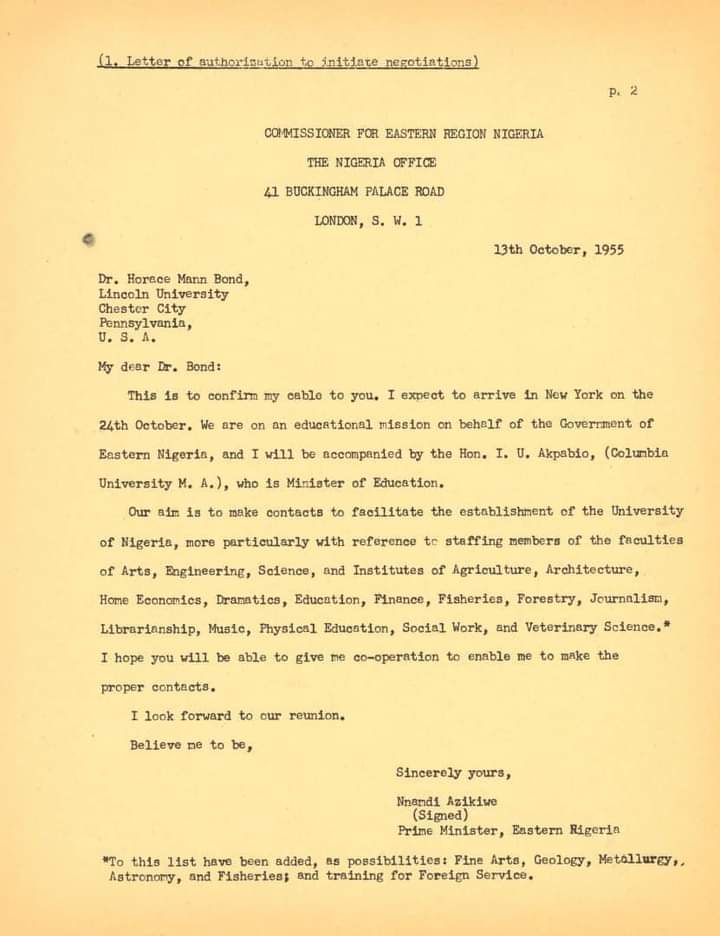 (1. Letter of authorization to initiate negotiations)
p. 2
COMMISSIONER FOR EASTERN REGION NIGERIA
THE NIGERIA OFFICE
41 BUCKINGHAM PALACE ROAD
LONDON, S. W. 1
13th October, 1955
Dr. Horace Mann Bond,
Lincoln University
Chester City
Pennsylvania,
U. S. A.
My dear Dr. Bond:
This is to confirm my cable to you. I expect to arrive in New York on the
24th October. We are on an educational mission on behalf of the Government of
Eastern Nigeria, and I will be accompanied by the Hon. I. U. Akpabio, (Columbia
University M. A.), who is Minister of Education.
Our aim is to make contacts to facilitate the establishment of the University
of Nigeria, more particularly with reference to staffing members of the faculties
of Arts, Engineering, Science, and Institutes of Agriculture, Architecture,
Home Economics, Dramatics, Education, Finance, Fisheries, Forestry, Journalism,
Librarianship, Music, Physical Education, Social Work, and Veterinary Science.*
I hope you will be able to give me co-operation to enable me to make the
proper contacts.
I look forward to our reunion.
Believe me to be,
Sincerely yours,
Nnamdi Azikiwe
(Signed)
Prime Minister, Eastern Nigeria
*To this list have been added, as possibilities: Fine Arts, Geology, Metallurgy,,
Astronomy, and Fisheries; and training for Foreign Service.